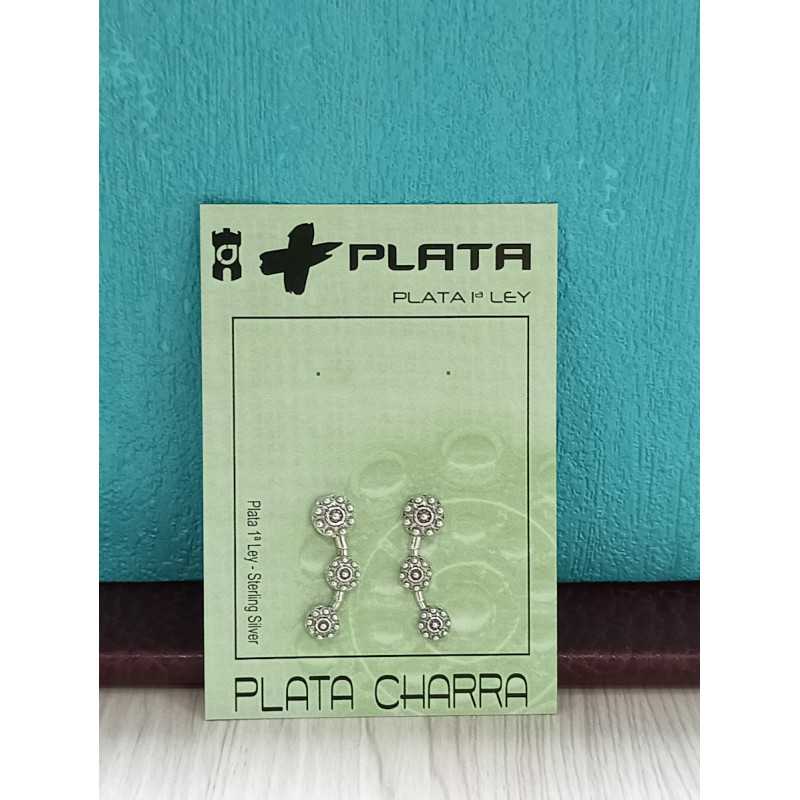 PLATA
PLATA 1ª LEY
Plata 1ª Ley - Sterling Silver
PLATA CHARRA